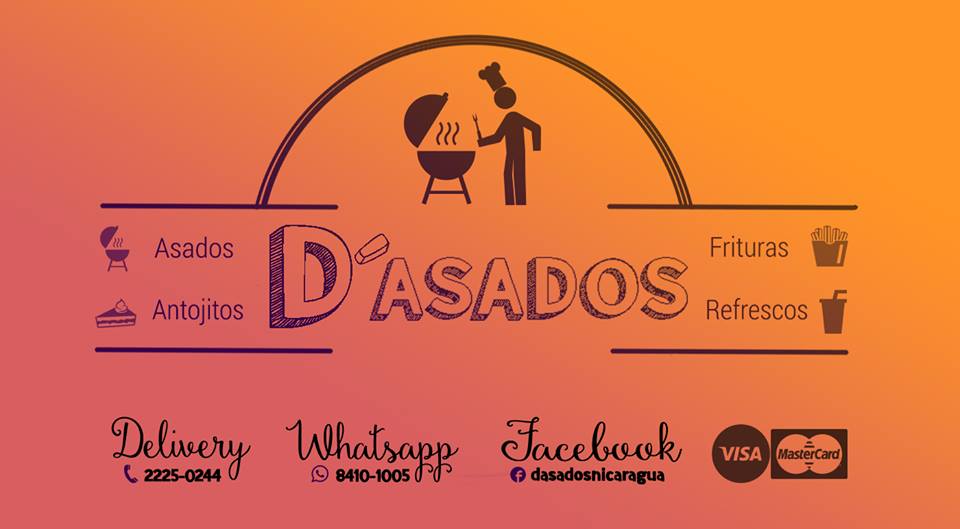 Asados
Antojitos
D'ASADOS
Frituras
Refrescos
Delivery
2225-0244
Whatsapp
8410-1005
Facebook
dasadosnicaragua
VISA
MasterCard